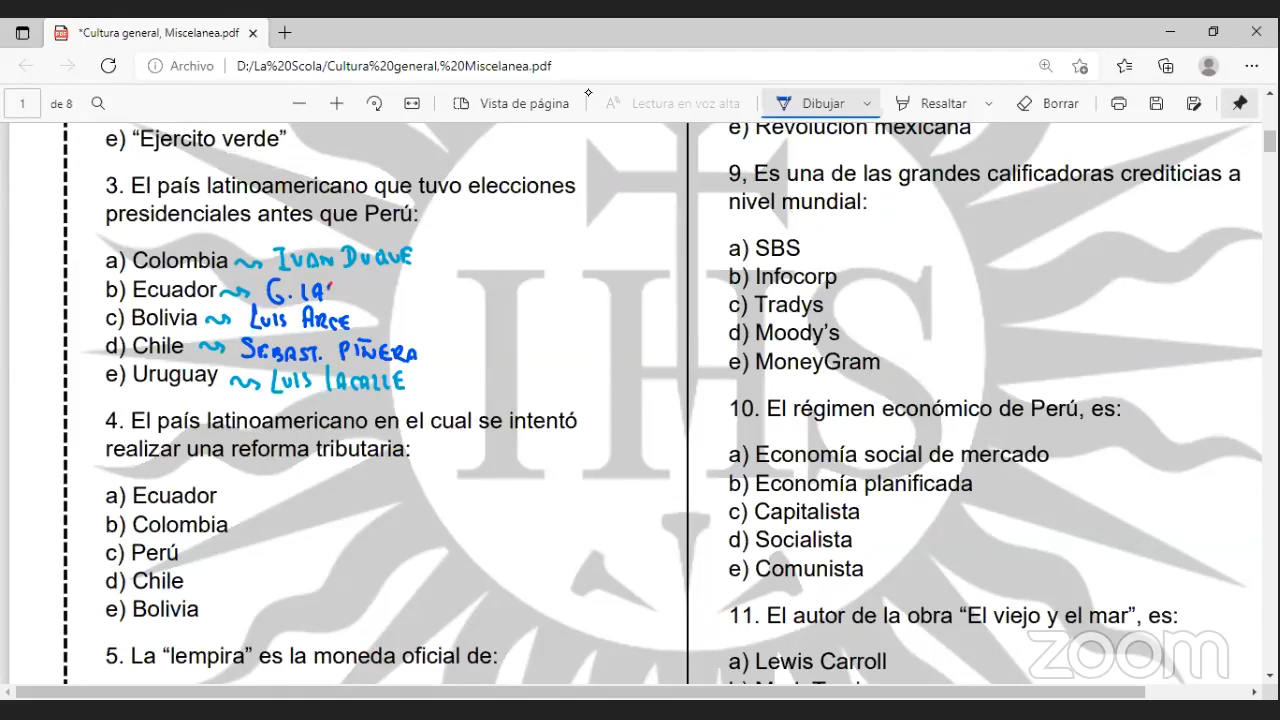 *Cultura general, Miscelanea.pdf
Archivo
D:/La%20Scola/Cultura%20general,%20Miscelanea.pdf
1 de 8
Vista de página
Lectura en voz alta
Dibujar
Resaltar
Borrar
e) “Ejercito verde”
3. El país latinoamericano que tuvo elecciones
presidenciales antes que Perú:
a) Colombia IVAN DUQUE
b) Ecuador G. LA
c) Bolivia LUIS ARCE
d) Chile SEBAST. PIÑERA
e) Uruguay LUIS LACALLE
4. El país latinoamericano en el cual se intentó
realizar una reforma tributaria:
a) Ecuador
b) Colombia
c) Perú
d) Chile
e) Bolivia
5. La “lempira” es la moneda oficial de:
e) Revolución mexicana
9, Es una de las grandes calificadoras crediticias a
nivel mundial:
a) SBS
b) Infocorp
c) Tradys
d) Moody’s
e) MoneyGram
10. El régimen económico de Perú, es:
a) Economía social de mercado
b) Economía planificada
c) Capitalista
d) Socialista
e) Comunista
11. El autor de la obra “El viejo y el mar”, es:
a) Lewis Carroll
IHS
zoom